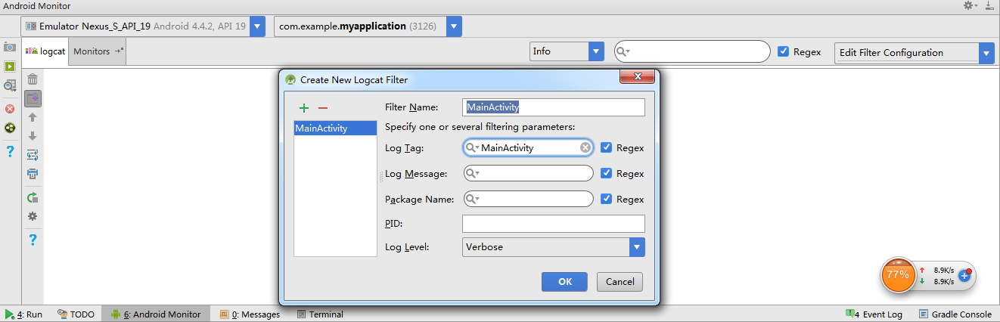 Android Monitor
Emulator Nexus_S_API_19 Android 4.4.2, API 19
com.example.myapplication (3126)
logcat
Monitors
Info
Regex
Edit Filter Configuration
Create New Logcat Filter
MainActivity
Filter Name: MainActivity
Specify one or several filtering parameters:
Log Tag: MainActivity Regex
Log Message: Regex
Package Name: Regex
PID:
Log Level: Verbose
OK Cancel
77%
8.9K/s
8.9K/s
4: Run TODO 6: Android Monitor 0: Messages Terminal 4 Event Log Gradle Console